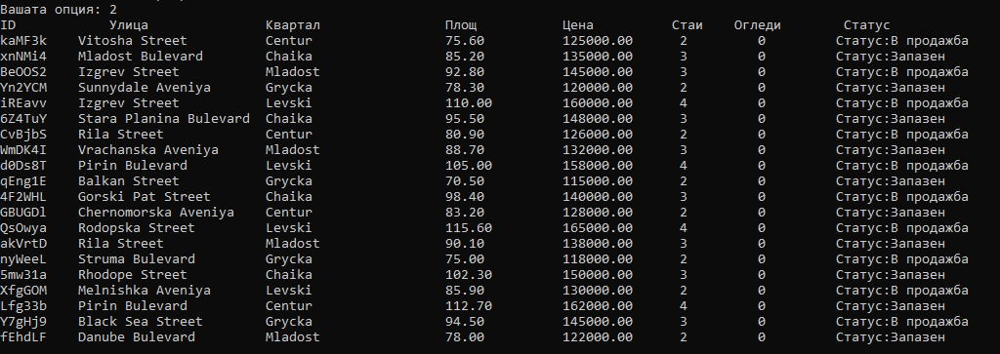 Вашата опция: 2
ID Улица Квартал Площ Цена Стаи Огледи Статус
kaMF3k Vitosha Street Centur 75.60 125000.00 2 0 Статус:В продажба
xnNMi4 Mladost Bulevard Chaika 85.20 135000.00 3 0 Статус:Запазен
BeOOS2 Izgrev Street Mladost 92.80 145000.00 3 0 Статус:В продажба
Yn2YCM Sunnydale Aveniya Grycka 78.30 120000.00 2 0 Статус:Запазен
iREavv Izgrev Street Levski 110.00 160000.00 4 0 Статус:В продажба
6Z4TuY Stara Planina Bulevard Chaika 95.50 148000.00 3 0 Статус:Запазен
CvBjbS Rila Street Centur 80.90 126000.00 2 0 Статус:В продажба
WmDK4I Vrachanska Aveniya Mladost 88.70 132000.00 3 0 Статус:Запазен
d0Ds8T Pirin Bulevard Levski 105.00 158000.00 4 0 Статус:В продажба
qEng1E Balkan Street Grycka 70.50 115000.00 2 0 Статус:Запазен
4F2WHL Gorski Pat Street Chaika 98.40 140000.00 3 0 Статус:В продажба
GBUGDl Chernomorska Aveniya Centur 83.20 128000.00 2 0 Статус:Запазен
QsOwya Rodopska Street Levski 115.60 165000.00 4 0 Статус:В продажба
akVrtD Rila Street Mladost 90.10 138000.00 3 0 Статус:Запазен
nyWeeL Struma Bulevard Grycka 75.00 118000.00 2 0 Статус:В продажба
5mw31a Rhodope Street Chaika 102.30 150000.00 3 0 Статус:Запазен
XfgGOM Melnishka Aveniya Levski 85.90 130000.00 2 0 Статус:В продажба
Lfg33b Pirin Bulevard Centur 112.70 162000.00 4 0 Статус:Запазен
Y7gHj9 Black Sea Street Grycka 94.50 145000.00 3 0 Статус:В продажба
fEhdLF Danube Bulevard Mladost 78.00 122000.00 2 0 Статус:Запазен